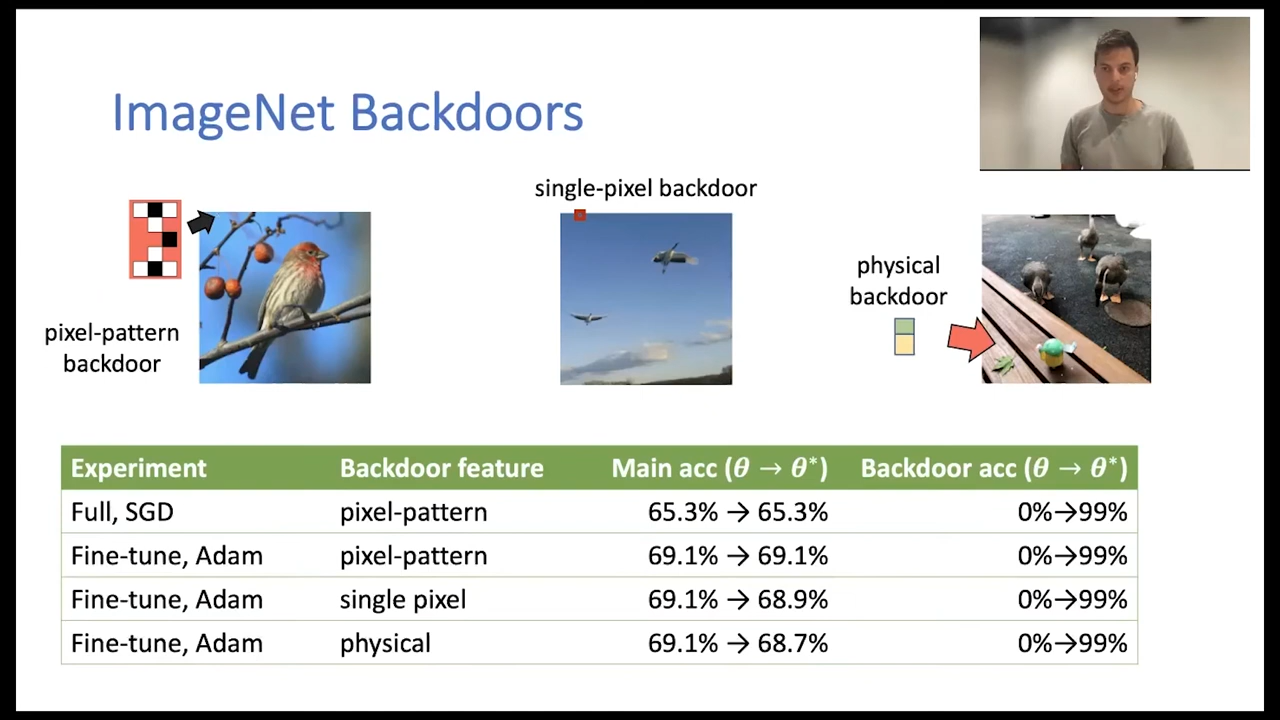 ImageNet Backdoors
single-pixel backdoor
pixel-pattern
backdoor
physical
backdoor
Experiment Backdoor feature Main acc (θ → θ*) Backdoor acc (θ → θ*)
Full, SGD pixel-pattern 65.3% → 65.3% 0%→99%
Fine-tune, Adam pixel-pattern 69.1% → 69.1% 0%→99%
Fine-tune, Adam single pixel 69.1% → 68.9% 0%→99%
Fine-tune, Adam physical 69.1% → 68.7% 0%→99%